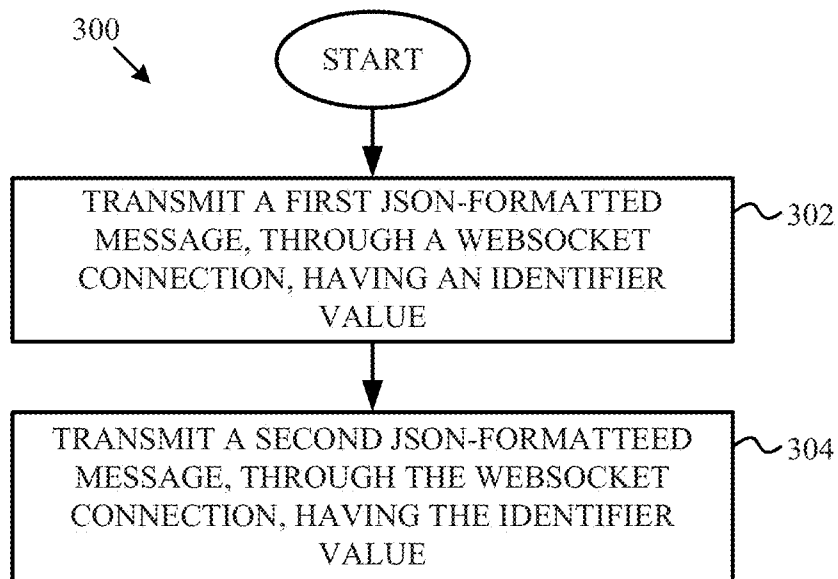 300
START
TRANSMIT A FIRST JSON-FORMATTED
MESSAGE, THROUGH A WEBSOCKET
CONNECTION, HAVING AN IDENTIFIER
VALUE
302
TRANSMIT A SECOND JSON-FORMATTEED
MESSAGE, THROUGH THE WEBSOCKET
CONNECTION, HAVING THE IDENTIFIER
VALUE
304